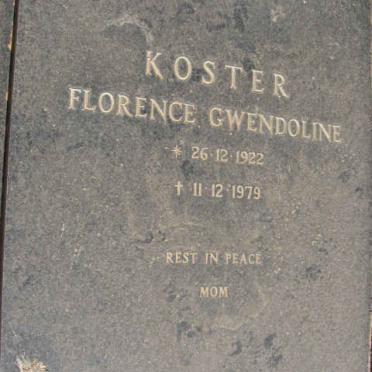 KOSTER
FLORENCE GWENDOLINE
* 26·12·1922
† 11·12·1979
REST IN PEACE
MOM